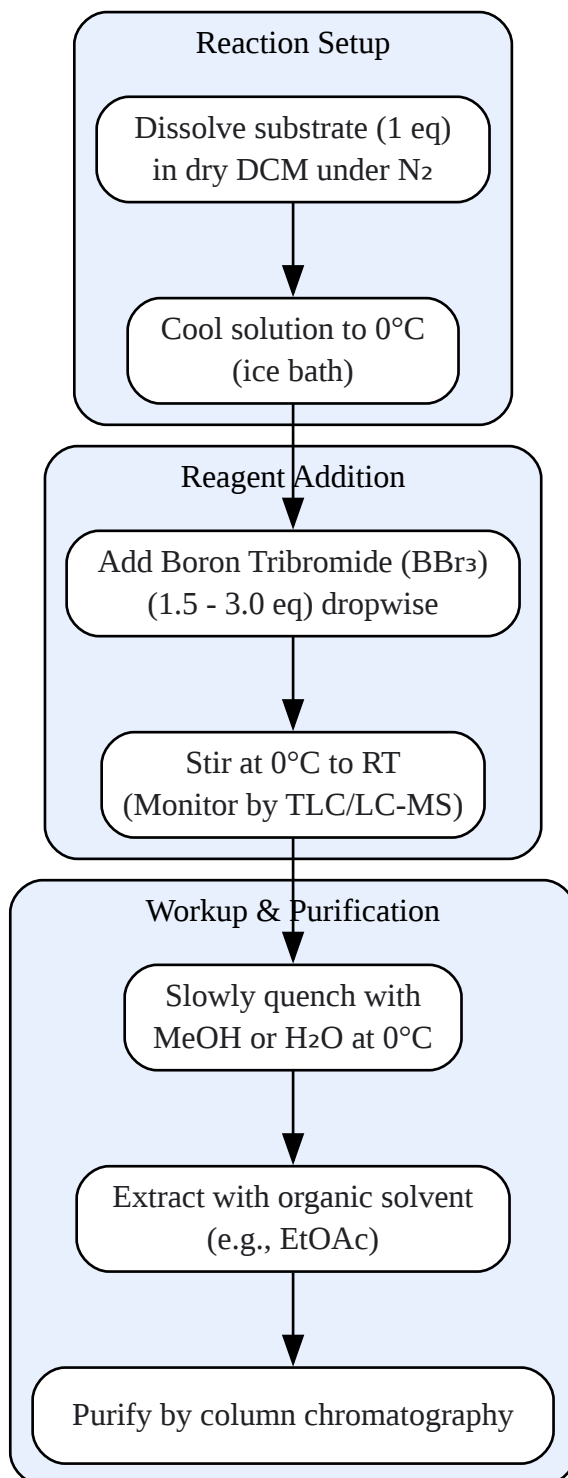 Reaction Setup
Dissolve substrate (1 eq)
in dry DCM under N₂
Cool solution to 0°C
(ice bath)
Reagent Addition
Add Boron Tribromide (BBr₃)
(1.5 - 3.0 eq) dropwise
Stir at 0°C to RT
(Monitor by TLC/LC-MS)
Workup & Purification
Slowly quench with
MeOH or H₂O at 0°C
Extract with organic solvent
(e.g., EtOAc)
Purify by column chromatography